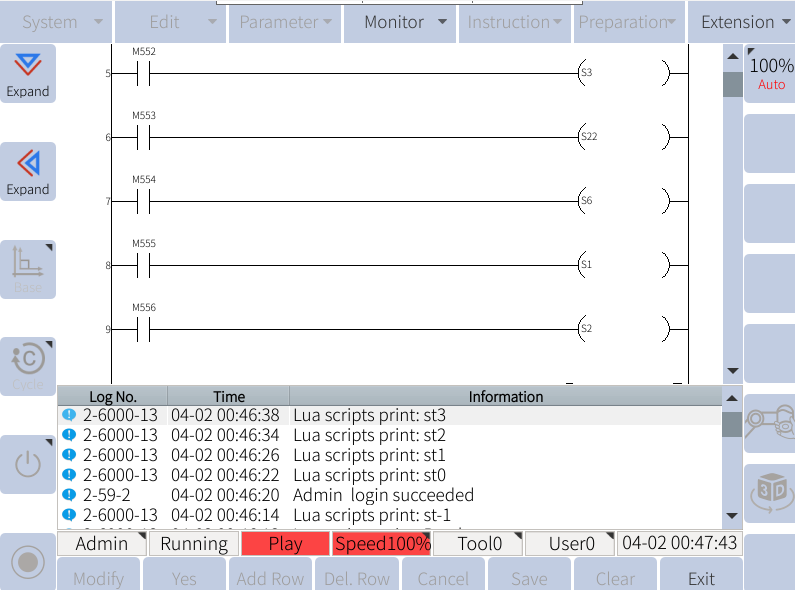 System Edit Parameter Monitor Instruction Preparation Extension
Expand
100%
Auto
Expand
Base
Cycle
M552
5 S3
M553
6 S22
M554
7 S6
M555
8 S1
M556
9 S2
3D
Log No. Time Information
2-6000-13 04-02 00:46:38 Lua scripts print: st3
2-6000-13 04-02 00:46:34 Lua scripts print: st2
2-6000-13 04-02 00:46:26 Lua scripts print: st1
2-6000-13 04-02 00:46:22 Lua scripts print: st0
2-59-2 04-02 00:46:20 Admin login succeeded
2-6000-13 04-02 00:46:14 Lua scripts print: st-1
Admin Running Play Speed100% Tool0 User0 04-02 00:47:43
Modify Yes Add Row Del. Row Cancel Save Clear Exit